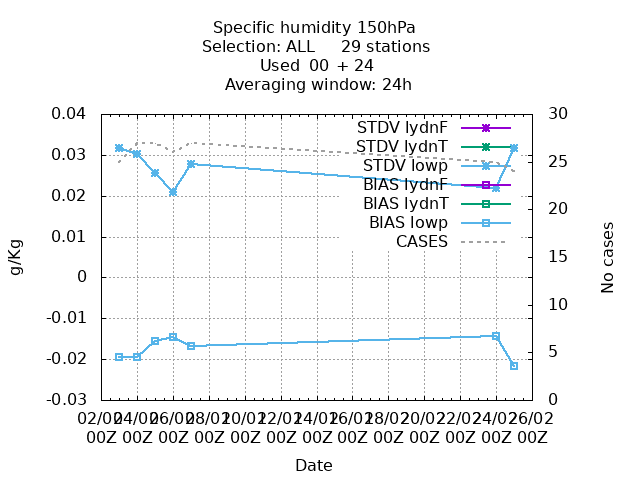 Specific humidity 150hPa
Selection: ALL 29 stations
Used 00 + 24
Averaging window: 24h
0.04
0.03
0.02
0.01
0
-0.01
-0.02
-0.03
g/Kg
30
25
20
15
10
5
0
No cases
STDV lydnF
STDV lydnT
STDV lowp
BIAS lydnF
BIAS lydnT
BIAS lowp
CASES
02/02 04/02 06/02 08/02 10/02 12/02 14/02 16/02 18/02 20/02 22/02 24/02 26/02
00Z 00Z 00Z 00Z 00Z 00Z 00Z 00Z 00Z 00Z 00Z 00Z 00Z
Date